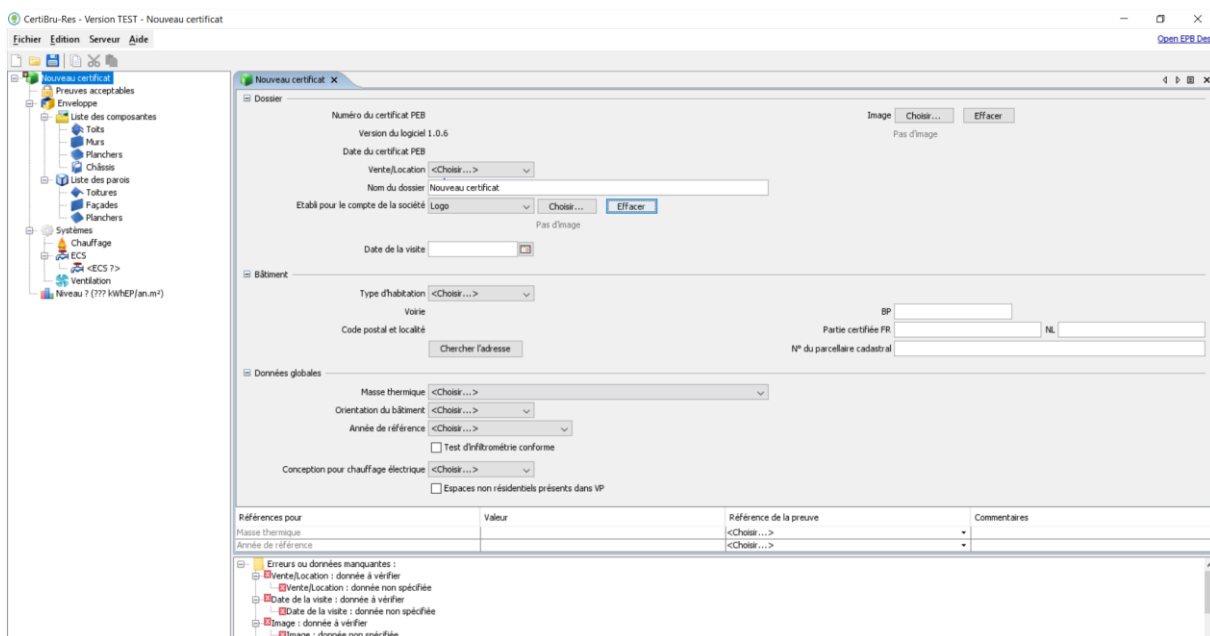 CertiBru-Res - Version TEST - Nouveau certificat
Fichier Edition Serveur Aide
Open EPB Des
Nouveau certificat
Preuves acceptables
Enveloppe
Liste des composantes
Toits
Murs
Planchers
Châssis
Liste des parois
Toitures
Façades
Planchers
Systèmes
Chauffage
ECS
<ECS ?>
Ventilation
Niveau ? (??? kWhEP/an.m²)
Nouveau certificat
Dossier
Numéro du certificat PEB
Image Choisir... Effacer
Version du logiciel 1.0.6
Pas d'image
Date du certificat PEB
Vente/Location <Choisir...>
Nom du dossier Nouveau certificat
Etabli pour le compte de la société Logo Choisir... Effacer
Pas d'image
Date de la visite
Bâtiment
Type d'habitation <Choisir...>
Voirie BP
Code postal et localité Partie certifiée FR NL
Chercher l'adresse N° du parcellaire cadastral
Données globales
Masse thermique <Choisir...>
Orientation du bâtiment <Choisir...>
Année de référence <Choisir...>
Test d'infiltrométrie conforme
Conception pour chauffage électrique <Choisir...>
Espaces non résidentiels présents dans VP
Références pour Valeur Référence de la preuve Commentaires
Masse thermique <Choisir...>
Année de référence <Choisir...>
Erreurs ou données manquantes :
Vente/Location : donnée à vérifier
Vente/Location : donnée non spécifiée
Date de la visite : donnée à vérifier
Date de la visite : donnée non spécifiée
Image : donnée à vérifier
Image : donnée non spécifiée